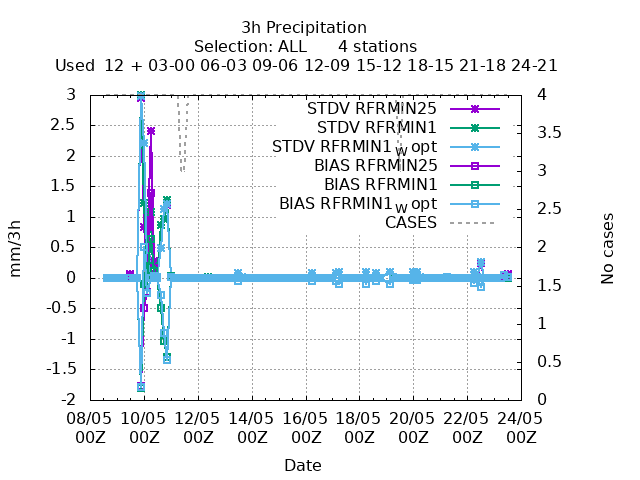 3h Precipitation
Selection: ALL 4 stations
Used 12 + 03-00 06-03 09-06 12-09 15-12 18-15 21-18 24-21
3 4
STDV RFRMIN25
2.5 3.5
STDV RFRMIN1
STDV RFRMIN1w opt
2 3
BIAS RFRMIN25
1.5 2.5
BIAS RFRMIN1
BIAS RFRMIN1w opt
1 2
CASES
0.5
0 1.5
-0.5
-1 1
-1.5 0.5
-2 0
mm/3h
No cases
08/05 10/05 12/05 14/05 16/05 18/05 20/05 22/05 24/05
00Z 00Z 00Z 00Z 00Z 00Z 00Z 00Z 00Z
Date